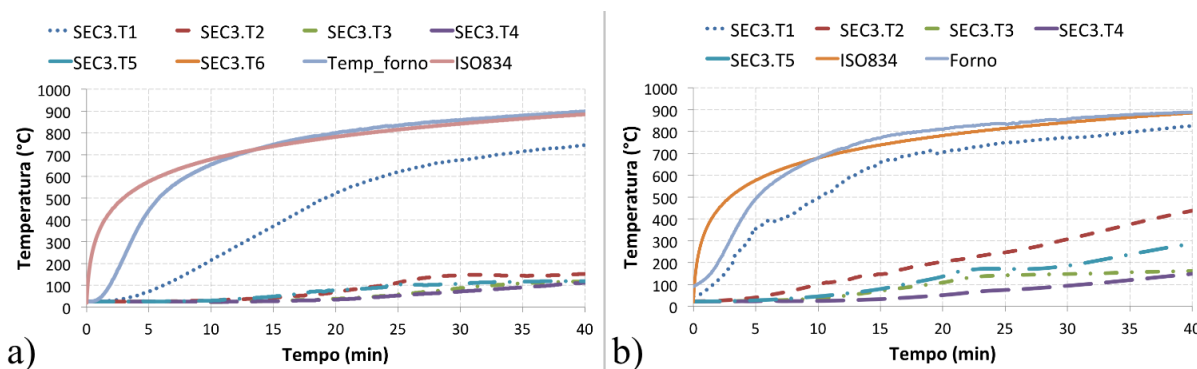 SEC3.T1 SEC3.T2 SEC3.T3 SEC3.T4
SEC3.T5 SEC3.T6 Temp_forno ISO834
Temperatura (°C)
1000
900
800
700
600
500
400
300
200
100
0
0 5 10 15 20 25 30 35 40
Tempo (min)
a)
SEC3.T1 SEC3.T2 SEC3.T3 SEC3.T4
SEC3.T5 ISO834 Forno
Temperatura (°C)
1000
900
800
700
600
500
400
300
200
100
0
0 5 10 15 20 25 30 35 40
Tempo (min)
b)